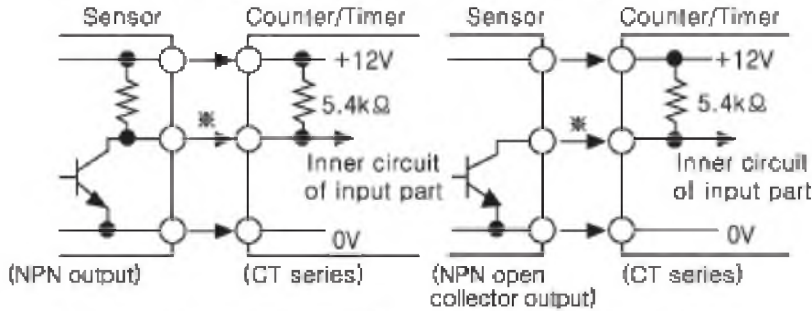 Sensor Counter/Timer Sensor Counter/Timer
+12V +12V
5.4kΩ 5.4kΩ
※ ※
Inner circuit Inner circuit
of input part of input part
0V 0V
(NPN output) (CT series) (NPN open (CT series)
collector output)